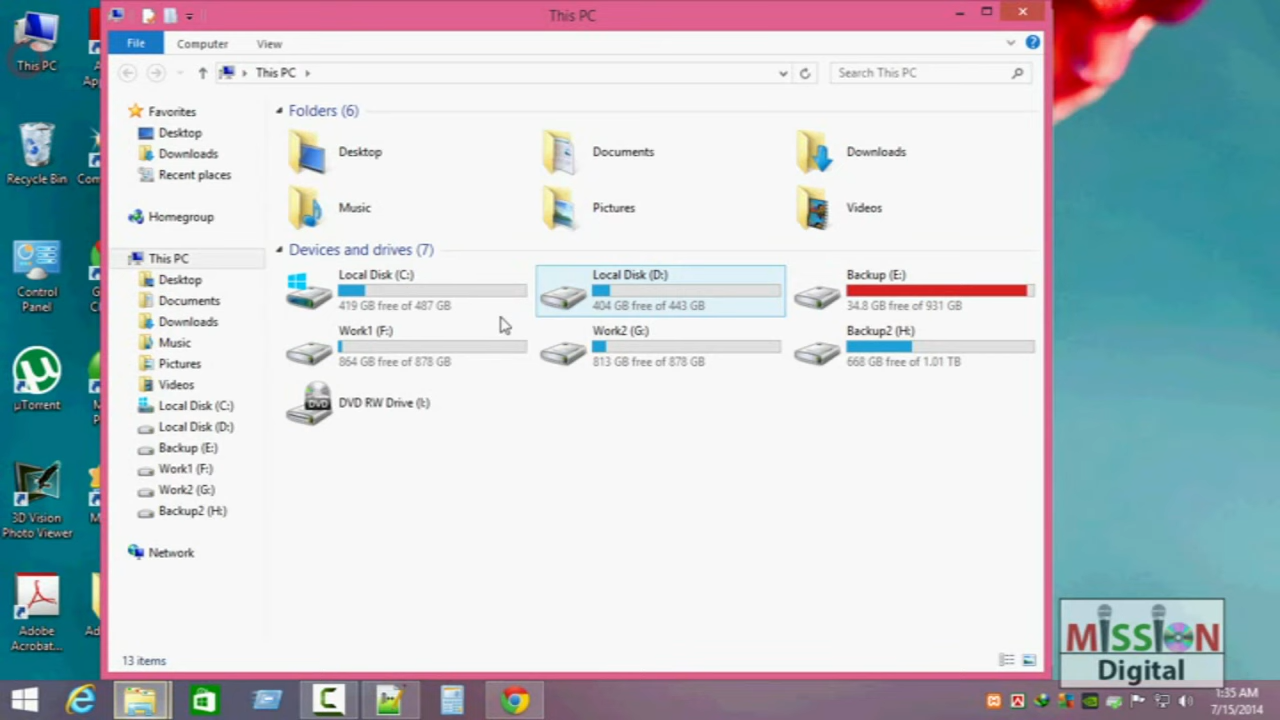 This PC
File
Computer
View
This PC
Search This PC
This PC
Recycle Bin
Control
Panel
µTorrent
3D Vision
Photo Viewer
Adobe
Acrobat...
Favorites
Desktop
Downloads
Recent places
Homegroup
This PC
Desktop
Documents
Downloads
Music
Pictures
Videos
Local Disk (C:)
Local Disk (D:)
Backup (E:)
Work1 (F:)
Work2 (G:)
Backup2 (H:)
Network
Folders (6)
Desktop
Documents
Downloads
Music
Pictures
Videos
Devices and drives (7)
Local Disk (C:)
419 GB free of 487 GB
Local Disk (D:)
404 GB free of 443 GB
Backup (E:)
34.8 GB free of 931 GB
Work1 (F:)
864 GB free of 878 GB
Work2 (G:)
813 GB free of 878 GB
Backup2 (H:)
668 GB free of 1.01 TB
DVD
DVD RW Drive (I:)
13 items
MISSION
Digital
1:35 AM
7/15/2014